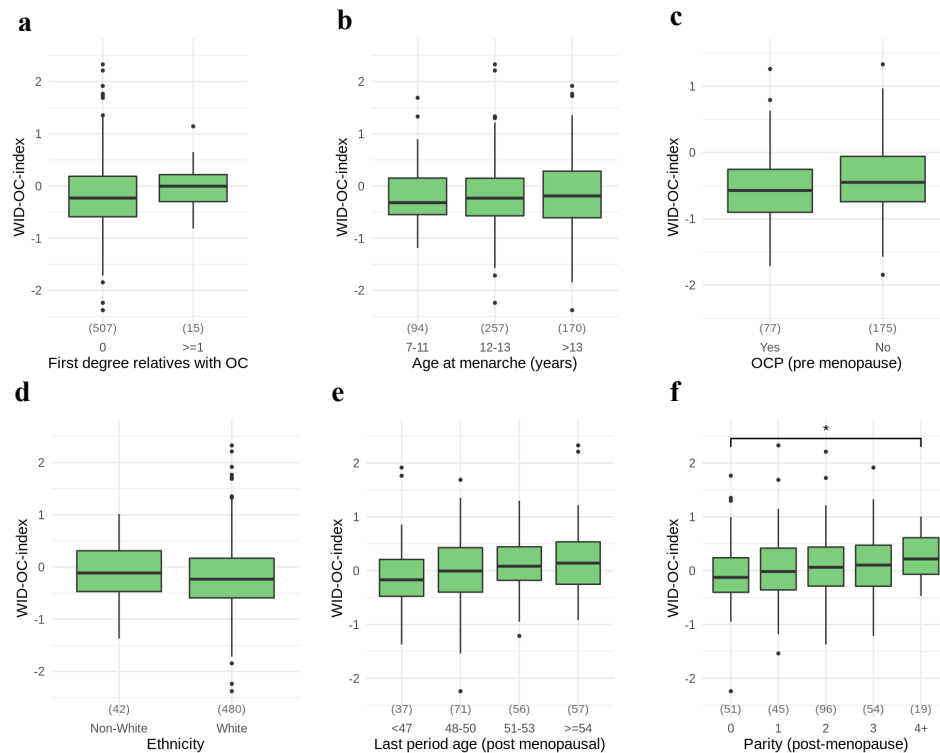 a
WID-OC-index
2
1
0
-1
-2
(507) (15)
0 >=1
First degree relatives with OC
b
WID-OC-index
2
1
0
-1
-2
(94) (257) (170)
7-11 12-13 >13
Age at menarche (years)
c
WID-OC-index
1
0
-1
-2
(77) (175)
Yes No
OCP (pre menopause)
d
WID-OC-index
2
1
0
-1
-2
(42) (480)
Non-White White
Ethnicity
e
WID-OC-index
2
1
0
-1
-2
(37) (71) (56) (57)
<47 48-50 51-53 >=54
Last period age (post menopausal)
f
*
WID-OC-index
2
1
0
-1
-2
(51) (45) (96) (54) (19)
0 1 2 3 4+
Parity (post-menopause)